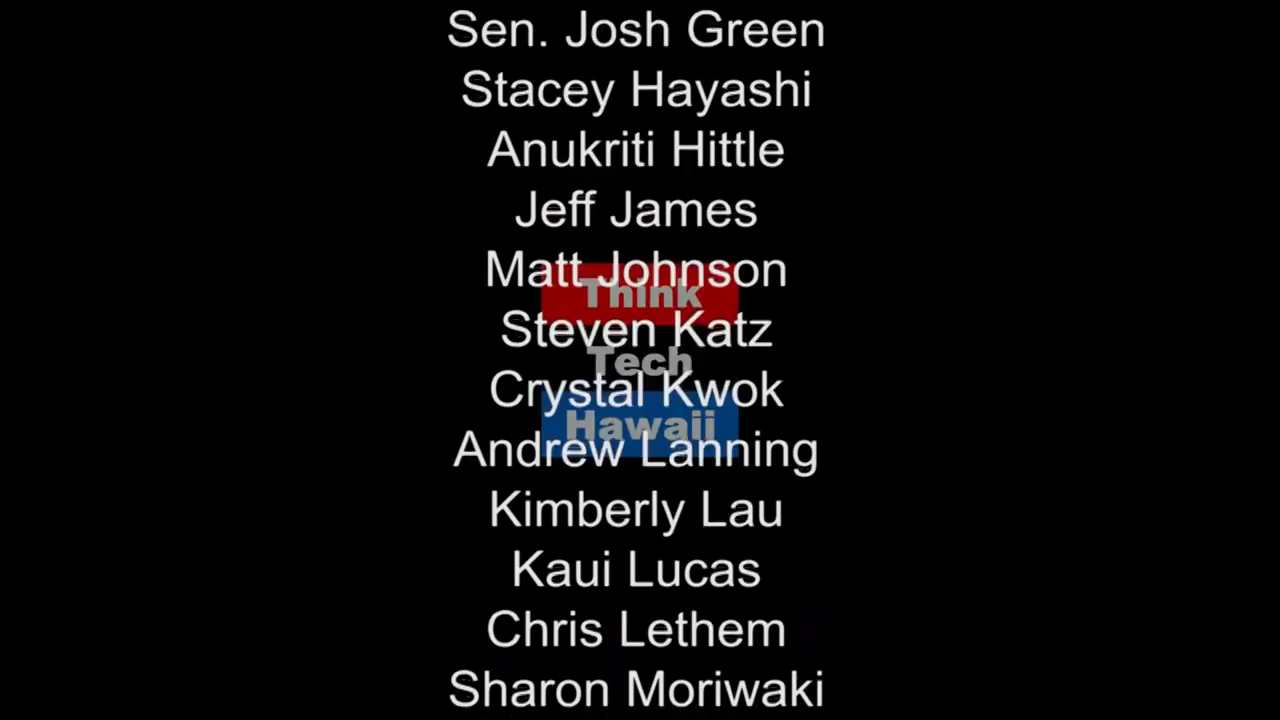 Sen. Josh Green
Stacey Hayashi
Anukriti Hittle
Jeff James
Matt Johnson
Think
Steven Katz
Tech
Crystal Kwok
Hawaii
Andrew Lanning
Kimberly Lau
Kaui Lucas
Chris Lethem
Sharon Moriwaki